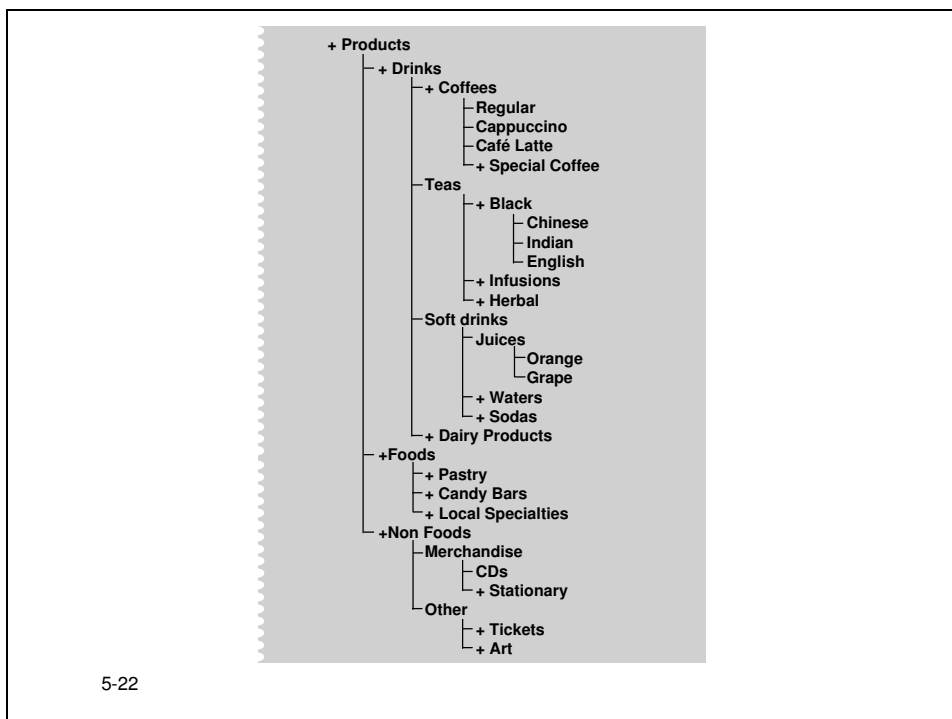 + Products
+ Drinks
+ Coffees
Regular
Cappuccino
Café Latte
+ Special Coffee
Teas
+ Black
Chinese
Indian
English
+ Infusions
+ Herbal
Soft drinks
Juices
Orange
Grape
+ Waters
+ Sodas
+ Dairy Products
+Foods
+ Pastry
+ Candy Bars
+ Local Specialties
+Non Foods
Merchandise
CDs
+ Stationary
Other
+ Tickets
+ Art
5-22